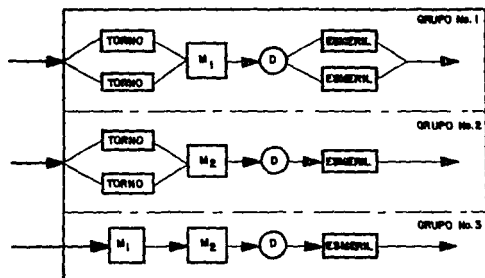 GRUPO No. 1
TORNO
ESMERIL
M1
D
TORNO
ESMERIL
GRUPO No. 2
TORNO
M2
D
ESMERIL
TORNO
GRUPO No. 3
M1
M2
D
ESMERIL